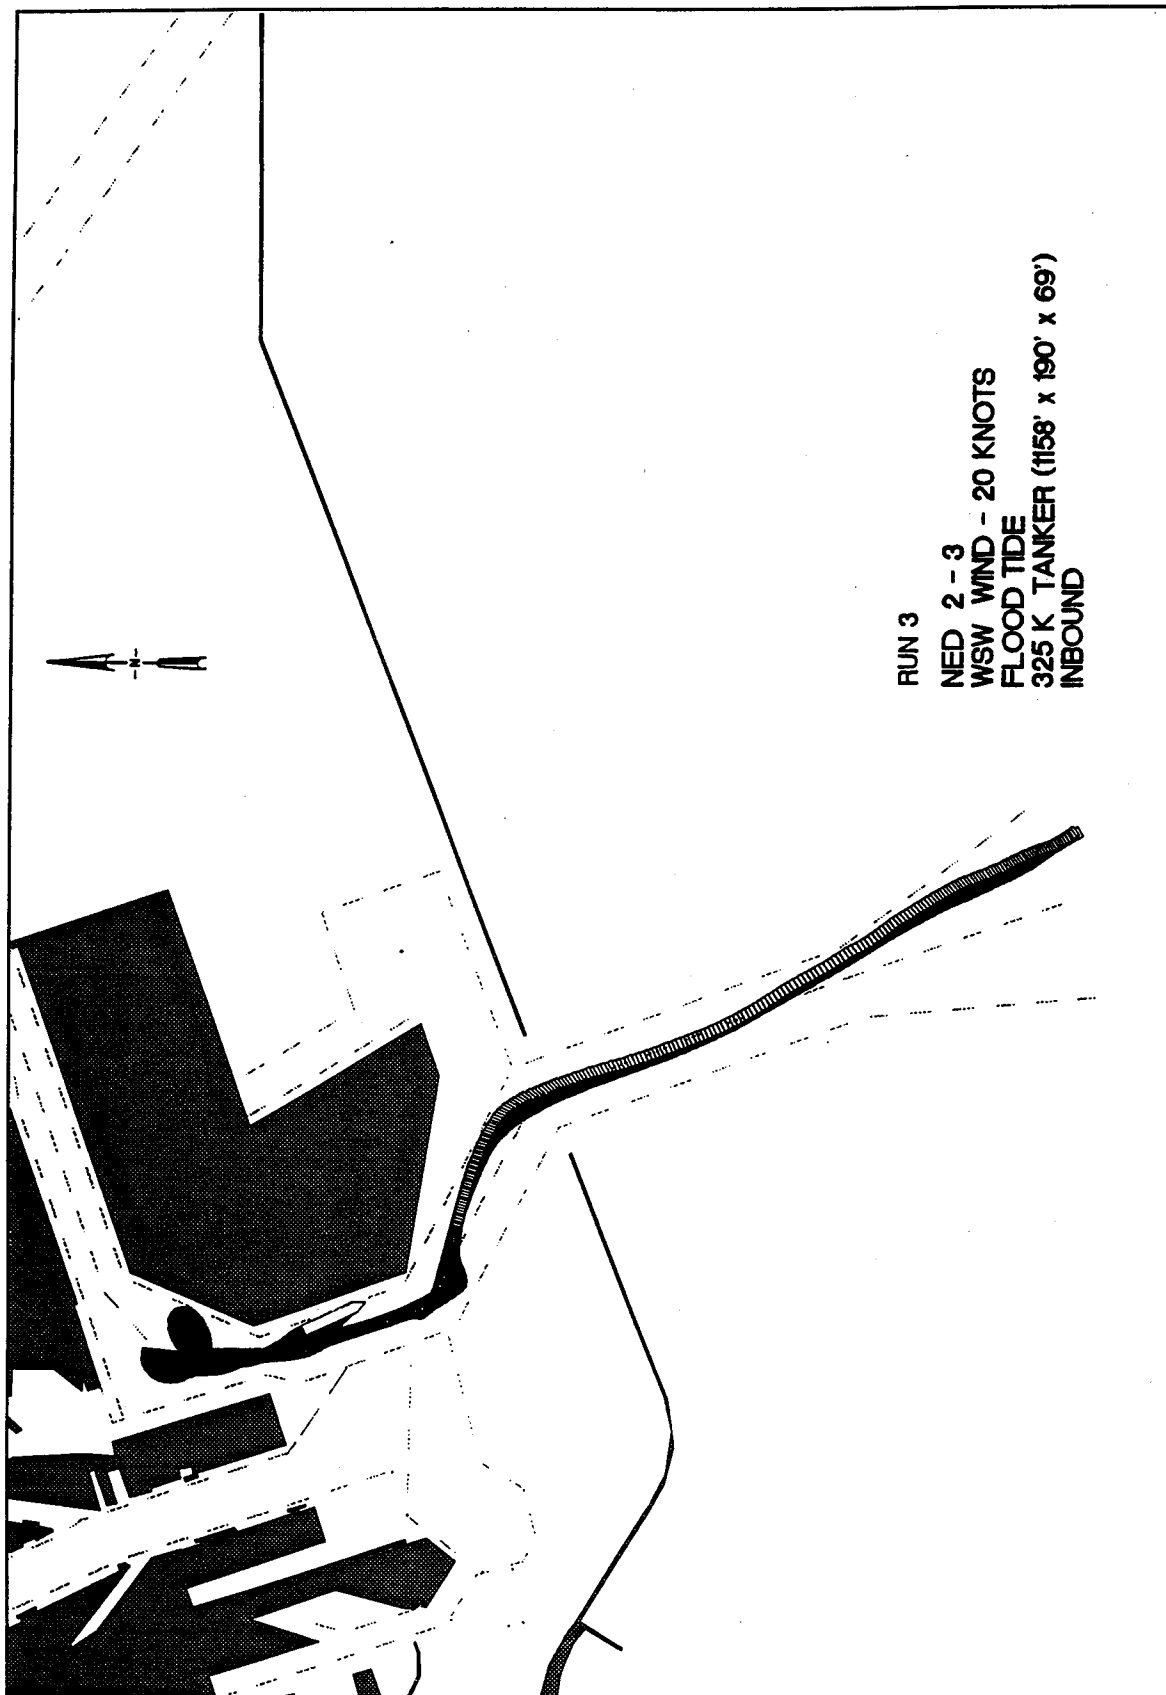 -N-
RUN 3
NED 2 - 3
WSW WIND - 20 KNOTS
FLOOD TIDE
325 K TANKER (1158' x 190' x 69')
INBOUND